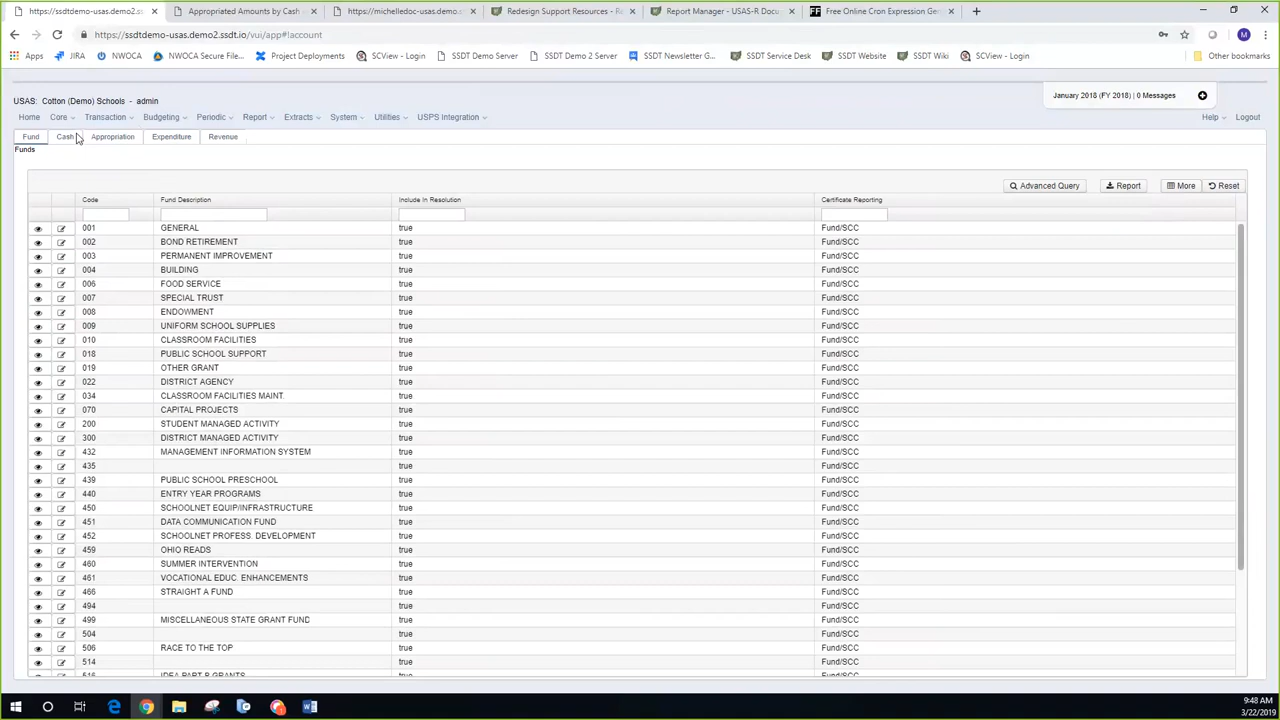 https://ssdtdemo-usas.demo2.ss
Appropriated Amounts by Cash
https://michelledoc-usas.demo.s
Redesign Support Resources - R
Report Manager - USAS-R Docu
Free Online Cron Expression Ge
https://ssdtdemo-usas.demo2.ssdt.io/vui/app#!account
Apps JIRA NWOCA NWOCA Secure File... Project Deployments SCView - Login SSDT Demo Server SSDT Demo 2 Server SSDT Newsletter G... SSDT Service Desk SSDT Website SSDT Wiki SCView - Login Other bookmarks
January 2018 (FY 2018) | 0 Messages
USAS: Cotton (Demo) Schools - admin
Home Core Transaction Budgeting Periodic Report Extracts System Utilities USPS Integration Help Logout
Fund Cash Appropriation Expenditure Revenue
Funds
Advanced Query Report More Reset
Code Fund Description Include In Resolution Certificate Reporting
001 GENERAL true Fund/SCC
002 BOND RETIREMENT true Fund/SCC
003 PERMANENT IMPROVEMENT true Fund/SCC
004 BUILDING true Fund/SCC
006 FOOD SERVICE true Fund/SCC
007 SPECIAL TRUST true Fund/SCC
008 ENDOWMENT true Fund/SCC
009 UNIFORM SCHOOL SUPPLIES true Fund/SCC
010 CLASSROOM FACILITIES true Fund/SCC
018 PUBLIC SCHOOL SUPPORT true Fund/SCC
019 OTHER GRANT true Fund/SCC
022 DISTRICT AGENCY true Fund/SCC
034 CLASSROOM FACILITIES MAINT. true Fund/SCC
070 CAPITAL PROJECTS true Fund/SCC
200 STUDENT MANAGED ACTIVITY true Fund/SCC
300 DISTRICT MANAGED ACTIVITY true Fund/SCC
432 MANAGEMENT INFORMATION SYSTEM true Fund/SCC
435 true Fund/SCC
439 PUBLIC SCHOOL PRESCHOOL true Fund/SCC
440 ENTRY YEAR PROGRAMS true Fund/SCC
450 SCHOOLNET EQUIP/INFRASTRUCTURE true Fund/SCC
451 DATA COMMUNICATION FUND true Fund/SCC
452 SCHOOLNET PROFESS. DEVELOPMENT true Fund/SCC
459 OHIO READS true Fund/SCC
460 SUMMER INTERVENTION true Fund/SCC
461 VOCATIONAL EDUC. ENHANCEMENTS true Fund/SCC
466 STRAIGHT A FUND true Fund/SCC
494 true Fund/SCC
499 MISCELLANEOUS STATE GRANT FUND true Fund/SCC
504 true Fund/SCC
506 RACE TO THE TOP true Fund/SCC
514 true Fund/SCC
516 IDEA PART B GRANTS true Fund/SCC
9:48 AM
3/22/2019